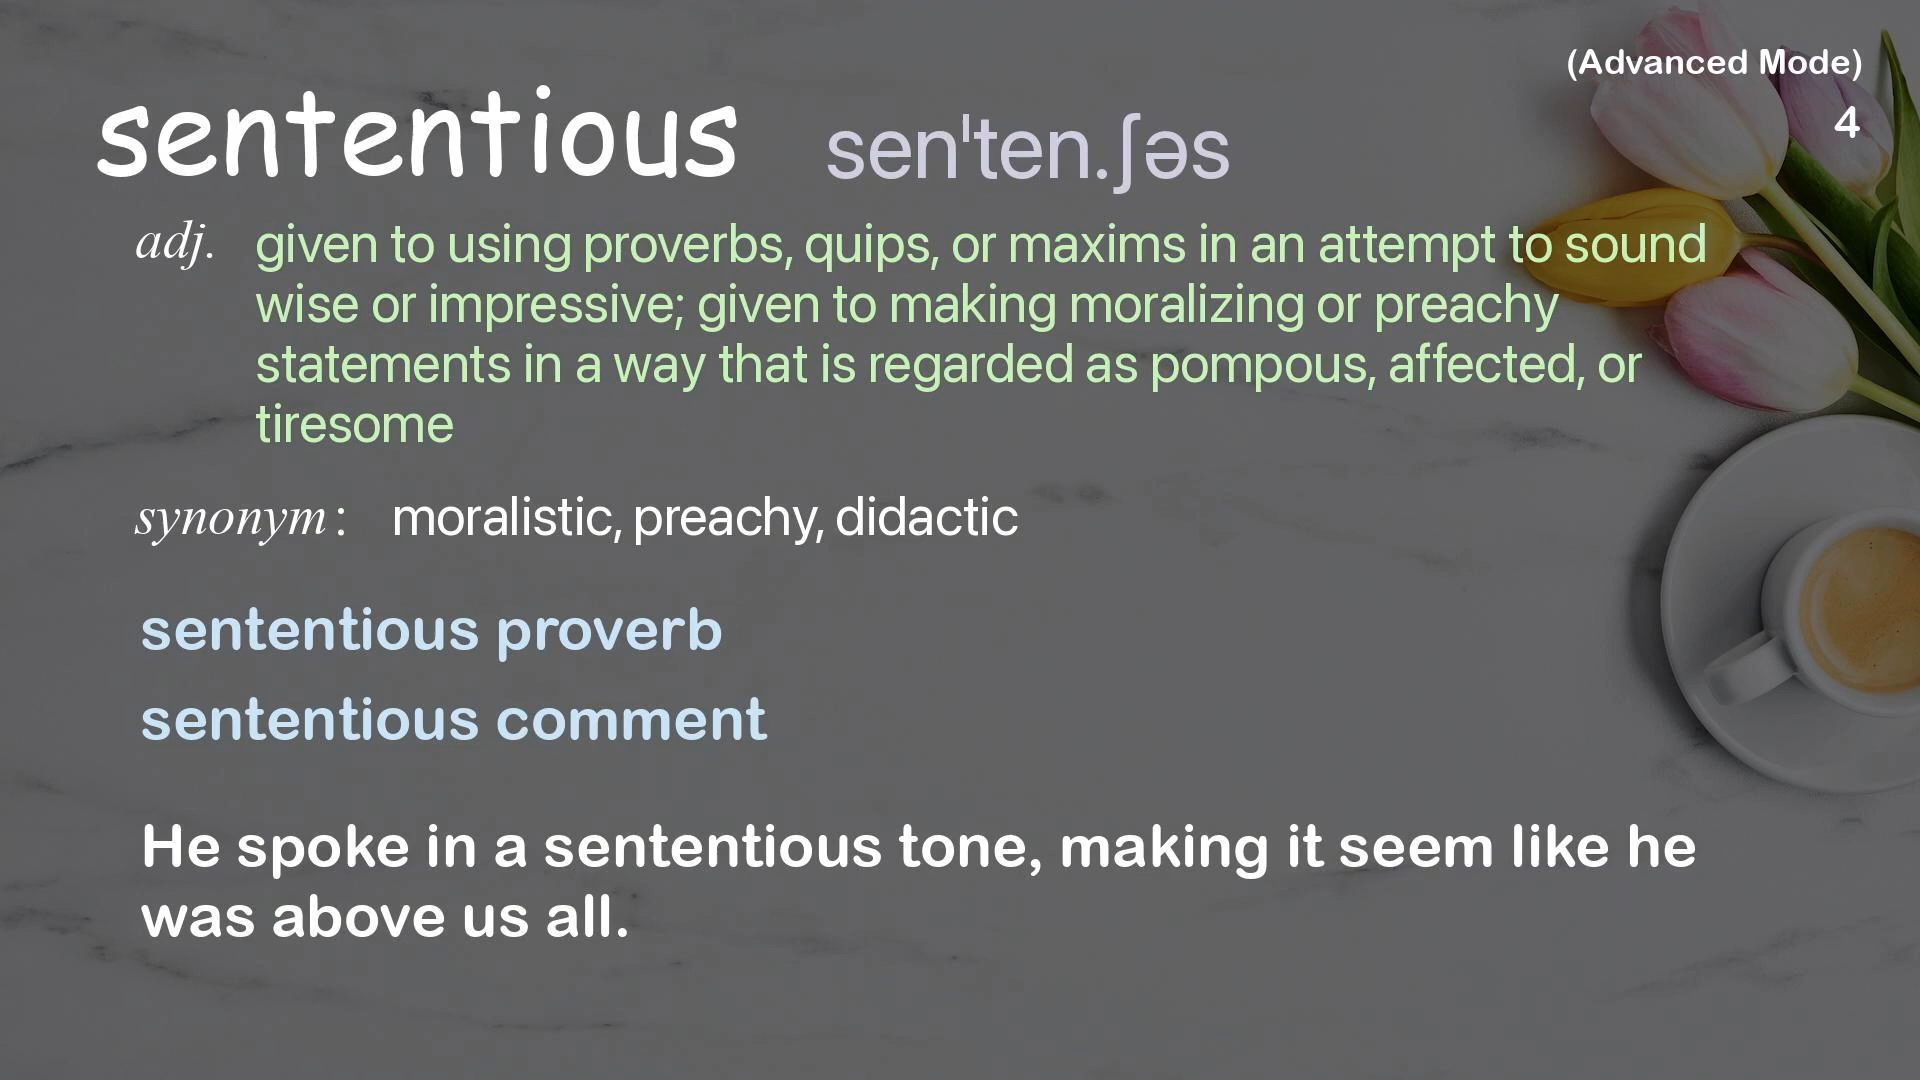 (Advanced Mode)
4
sententious senˈten.ʃəs
adj. given to using proverbs, quips, or maxims in an attempt to sound
wise or impressive; given to making moralizing or preachy
statements in a way that is regarded as pompous, affected, or
tiresome
synonym: moralistic, preachy, didactic
sententious proverb
sententious comment
He spoke in a sententious tone, making it seem like he
was above us all.